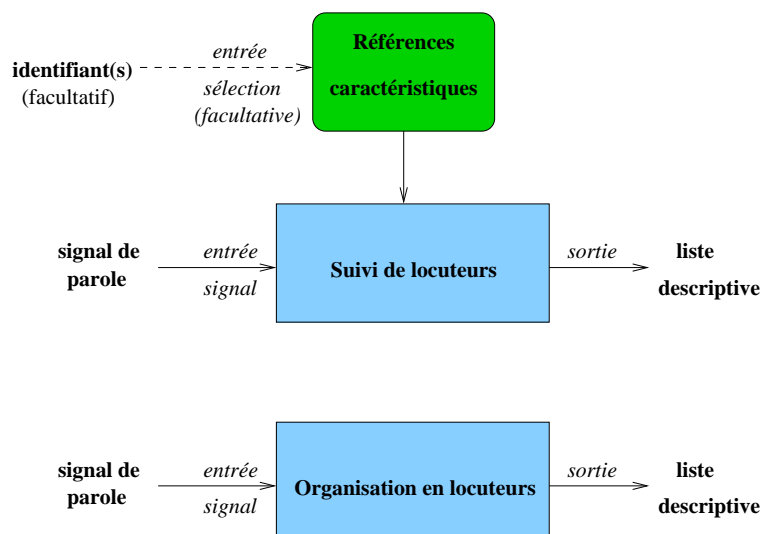 Références
caractéristiques
identifiant(s)
(facultatif)
entrée
sélection
(facultative)
signal de
parole
entrée
signal
Suivi de locuteurs
sortie
liste
descriptive
signal de
parole
entrée
signal
Organisation en locuteurs
sortie
liste
descriptive